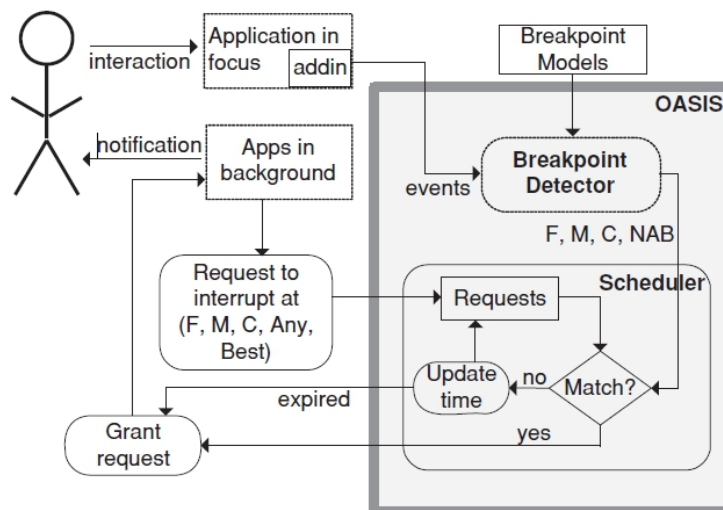 Application in
focus
addin
interaction
Breakpoint
Models
OASIS
notification
Apps in
background
Breakpoint
Detector
events
F, M, C, NAB
Request to
interrupt at
(F, M, C, Any,
Best)
Scheduler
Requests
Update
time
no
Match?
expired
yes
Grant
request